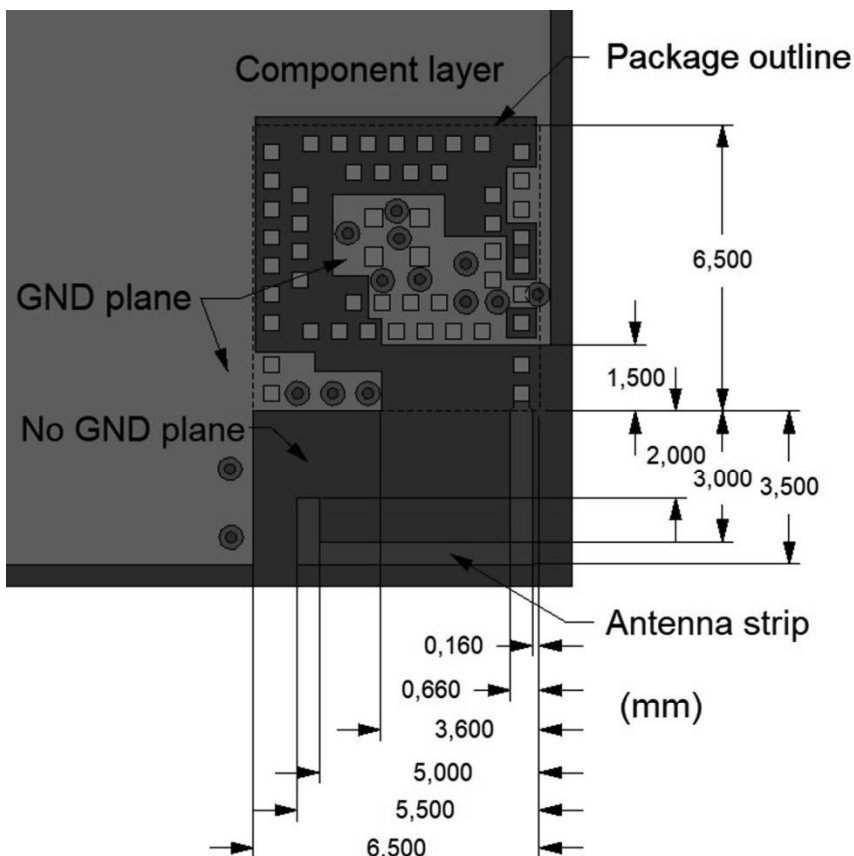 Component layer
Package outline
6,500
GND plane
1,500
No GND plane
2,000
3,000
3,500
Antenna strip
0,160
0,660
(mm)
3,600
5,000
5,500
6,500